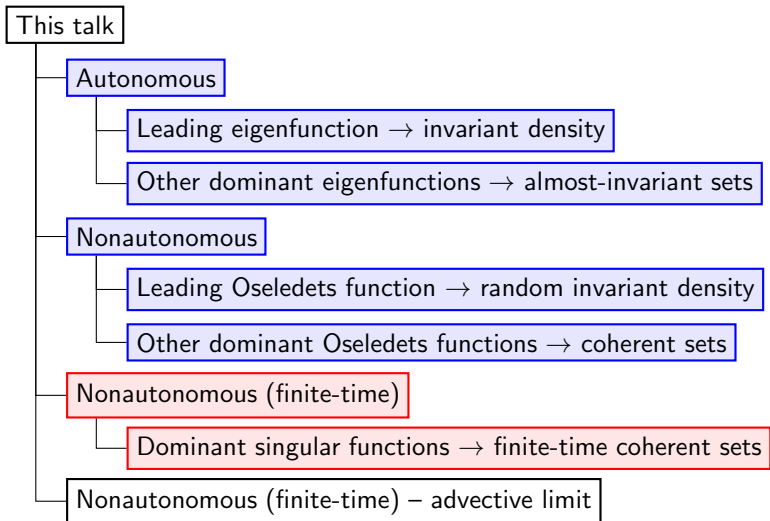 This talk
Autonomous
Leading eigenfunction → invariant density
Other dominant eigenfunctions → almost-invariant sets
Nonautonomous
Leading Oseledets function → random invariant density
Other dominant Oseledets functions → coherent sets
Nonautonomous (finite-time)
Dominant singular functions → finite-time coherent sets
Nonautonomous (finite-time) – advective limit